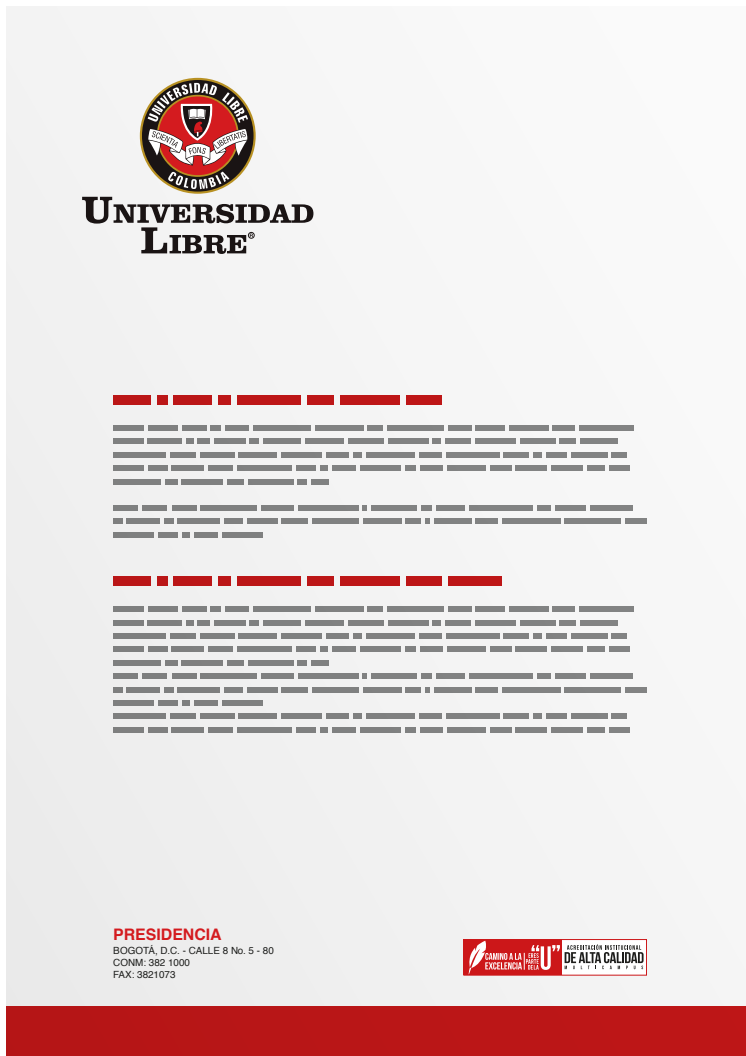 UNIVERSIDAD LIBRE
SCIENTIA
FONS
LIBERTATIS
COLOMBIA
UNIVERSIDAD
LIBRE®
PRESIDENCIA
BOGOTÀ, D.C. - CALLE 8 No. 5 - 80
CONM: 382 1000
FAX: 3821073
CAMINO A LA
EXCELENCIA
ERES
PARTE
DE LA
“U”
ACREDITACIÓN INSTITUCIONAL
DE ALTA CALIDAD
MULTICAMPUS